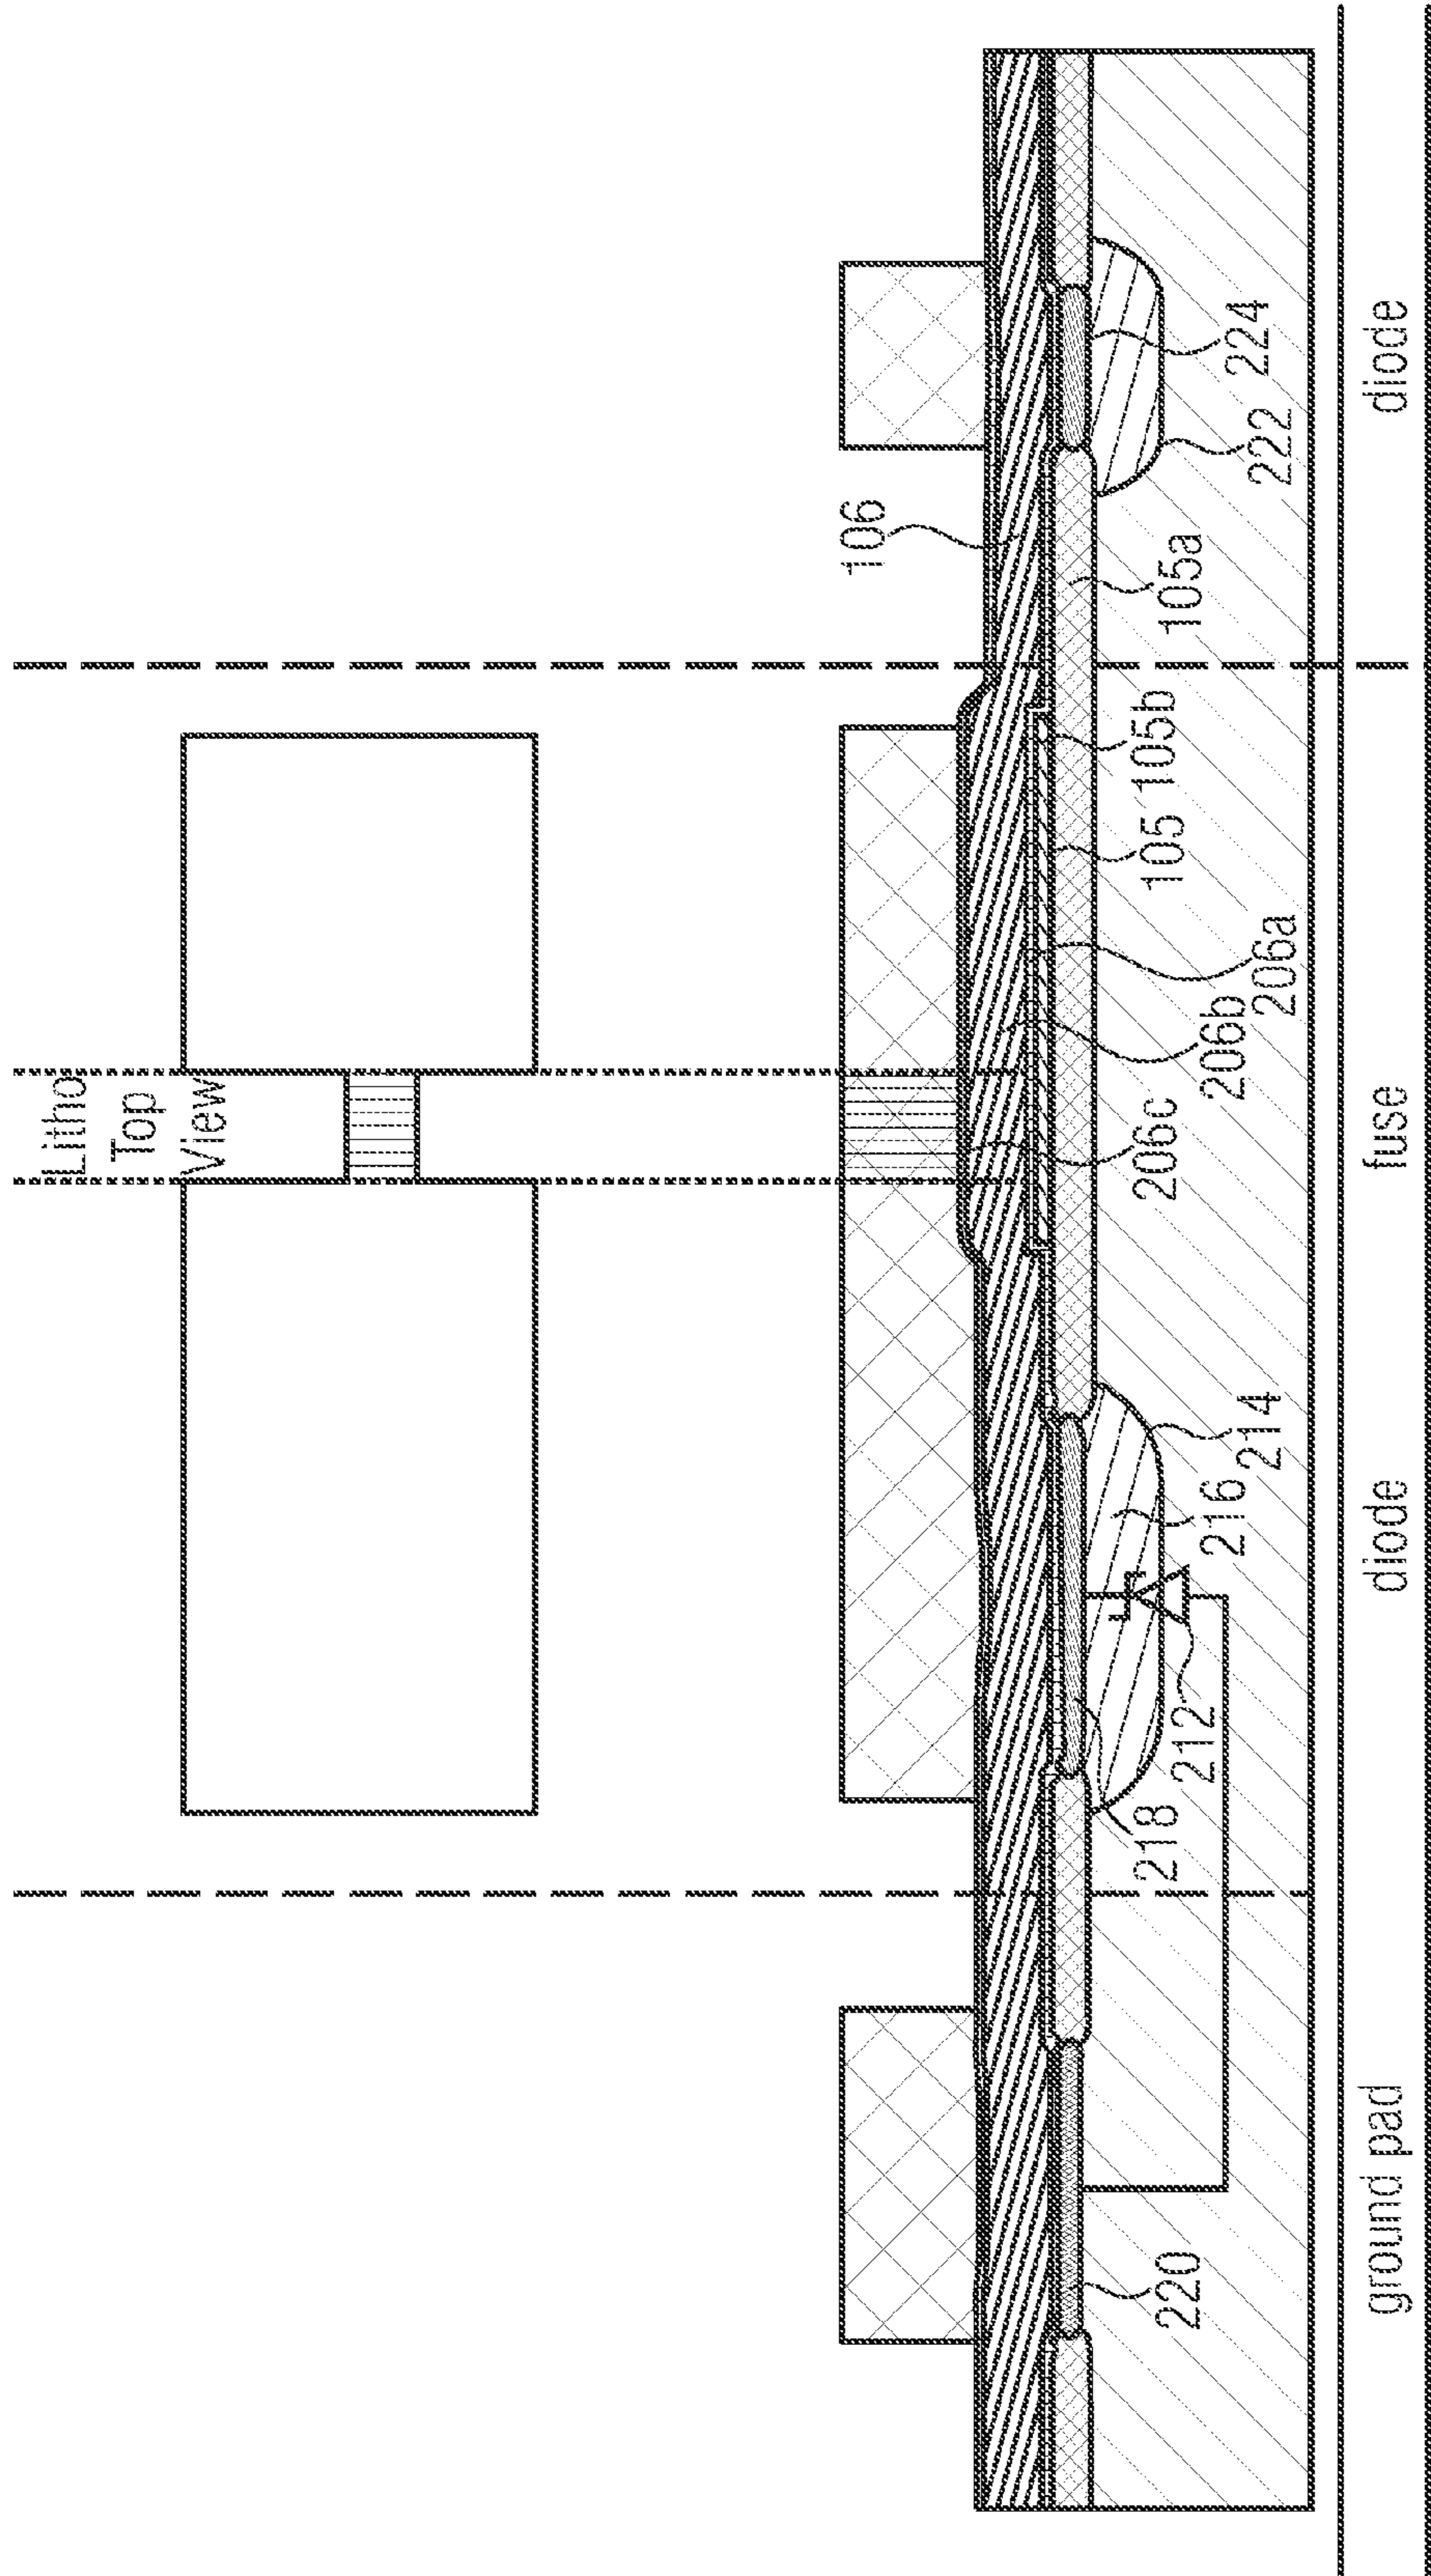 Litho
Top
View
106
206c
206b
206a
105
105b
105a
220
218
212
216
214
222
224
ground pad
diode
fuse
diode